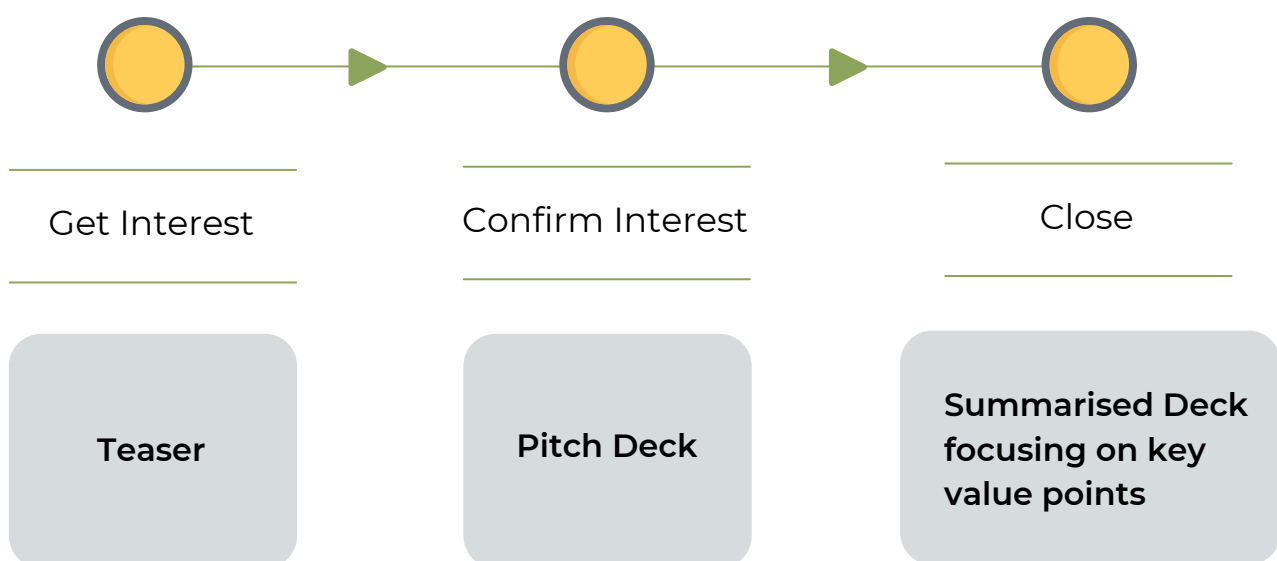 Get Interest
Confirm Interest
Close
Teaser
Pitch Deck
Summarised Deck
focusing on key
value points